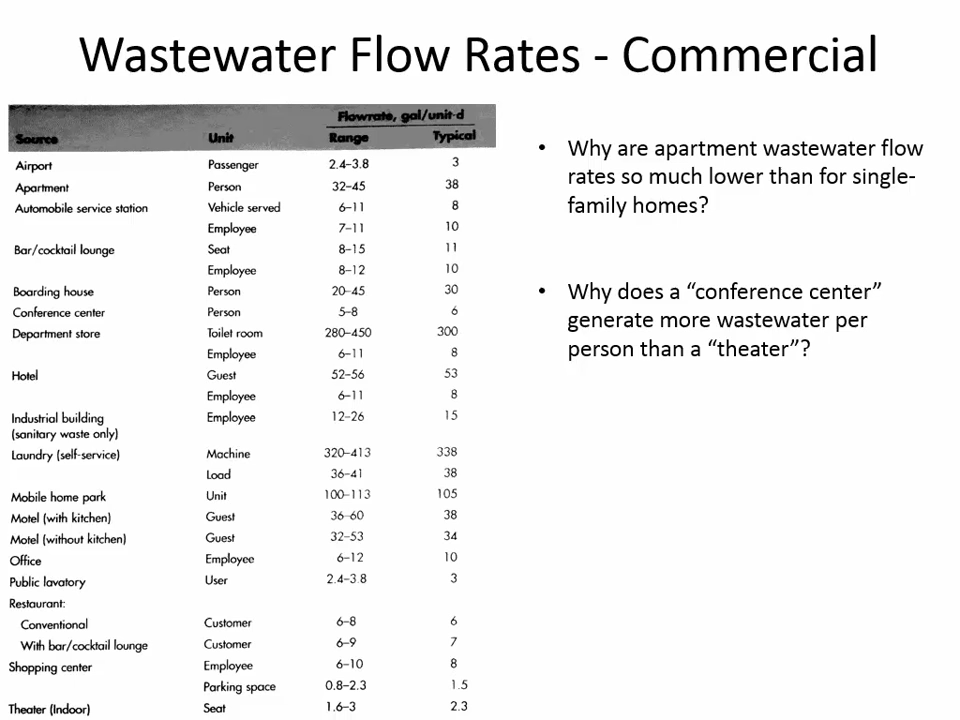 Wastewater Flow Rates - Commercial
Flowrate, gal/unit-d
Source Unit Range Typical
Airport Passenger 2.4–3.8 3
Apartment Person 32–45 38
Automobile service station Vehicle served 6–11 8
Employee 7–11 10
Bar/cocktail lounge Seat 8–15 11
Employee 8–12 10
Boarding house Person 20–45 30
Conference center Person 5–8 6
Department store Toilet room 280–450 300
Employee 6–11 8
Hotel Guest 52–56 53
Employee 6–11 8
Industrial building Employee 12–26 15
(sanitary waste only)
Laundry (self-service) Machine 320–413 338
Load 36–41 38
Mobile home park Unit 100–113 105
Motel (with kitchen) Guest 36–60 38
Motel (without kitchen) Guest 32–53 34
Office Employee 6–12 10
Public lavatory User 2.4–3.8 3
Restaurant:
Conventional Customer 6–8 6
With bar/cocktail lounge Customer 6–9 7
Shopping center Employee 6–10 8
Parking space 0.8–2.3 1.5
Theater (Indoor) Seat 1.6–3 2.3
• Why are apartment wastewater flow
rates so much lower than for single-
family homes?
• Why does a “conference center”
generate more wastewater per
person than a “theater”?